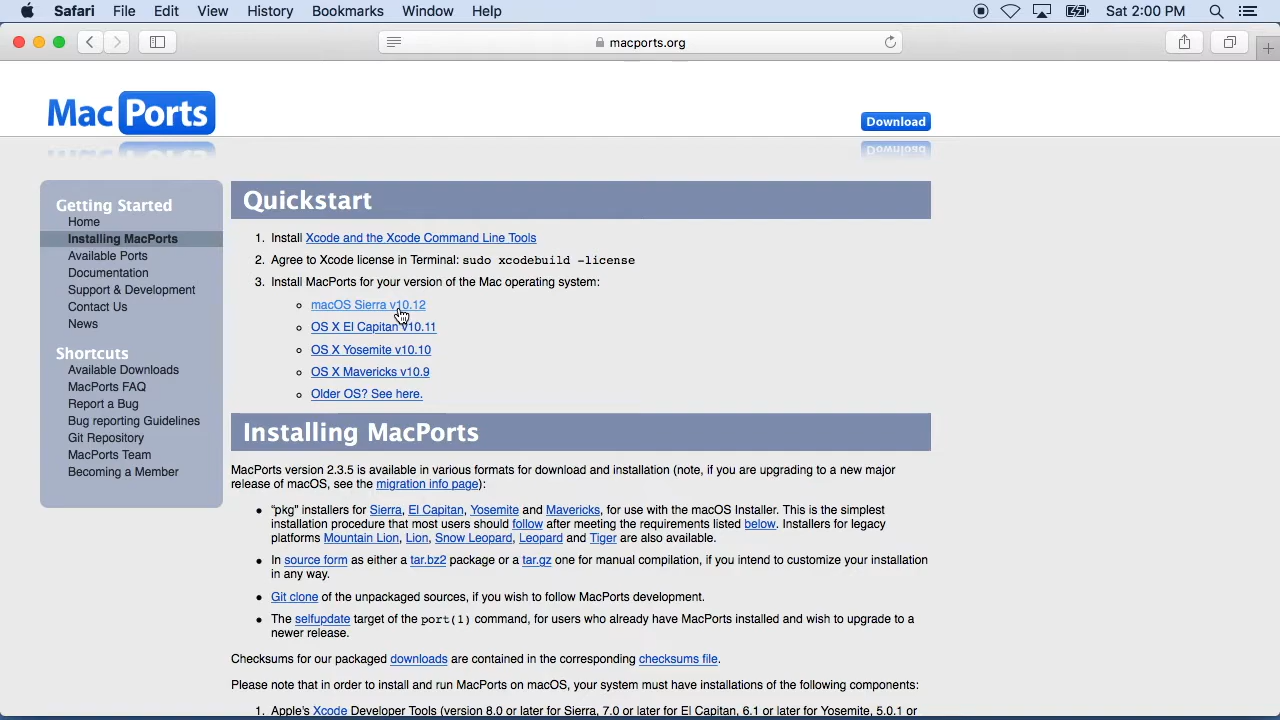 Safari File Edit View History Bookmarks Window Help Sat 2:00 PM
macports.org
MacPorts
Download
Getting Started
Home
Installing MacPorts
Available Ports
Documentation
Support & Development
Contact Us
News
Shortcuts
Available Downloads
MacPorts FAQ
Report a Bug
Bug reporting Guidelines
Git Repository
MacPorts Team
Becoming a Member
Quickstart
1. Install Xcode and the Xcode Command Line Tools
2. Agree to Xcode license in Terminal: sudo xcodebuild -license
3. Install MacPorts for your version of the Mac operating system:
macOS Sierra v10.12
OS X El Capitan v10.11
OS X Yosemite v10.10
OS X Mavericks v10.9
Older OS? See here.
Installing MacPorts
MacPorts version 2.3.5 is available in various formats for download and installation (note, if you are upgrading to a new major
release of macOS, see the migration info page):
• “pkg” installers for Sierra, El Capitan, Yosemite and Mavericks, for use with the macOS Installer. This is the simplest
installation procedure that most users should follow after meeting the requirements listed below. Installers for legacy
platforms Mountain Lion, Lion, Snow Leopard, Leopard and Tiger are also available.
• In source form as either a tar.bz2 package or a tar.gz one for manual compilation, if you intend to customize your installation
in any way.
• Git clone of the unpackaged sources, if you wish to follow MacPorts development.
• The selfupdate target of the port(1) command, for users who already have MacPorts installed and wish to upgrade to a
newer release.
Checksums for our packaged downloads are contained in the corresponding checksums file.
Please note that in order to install and run MacPorts on macOS, your system must have installations of the following components:
1. Apple's Xcode Developer Tools (version 8.0 or later for Sierra, 7.0 or later for El Capitan, 6.1 or later for Yosemite, 5.0.1 or